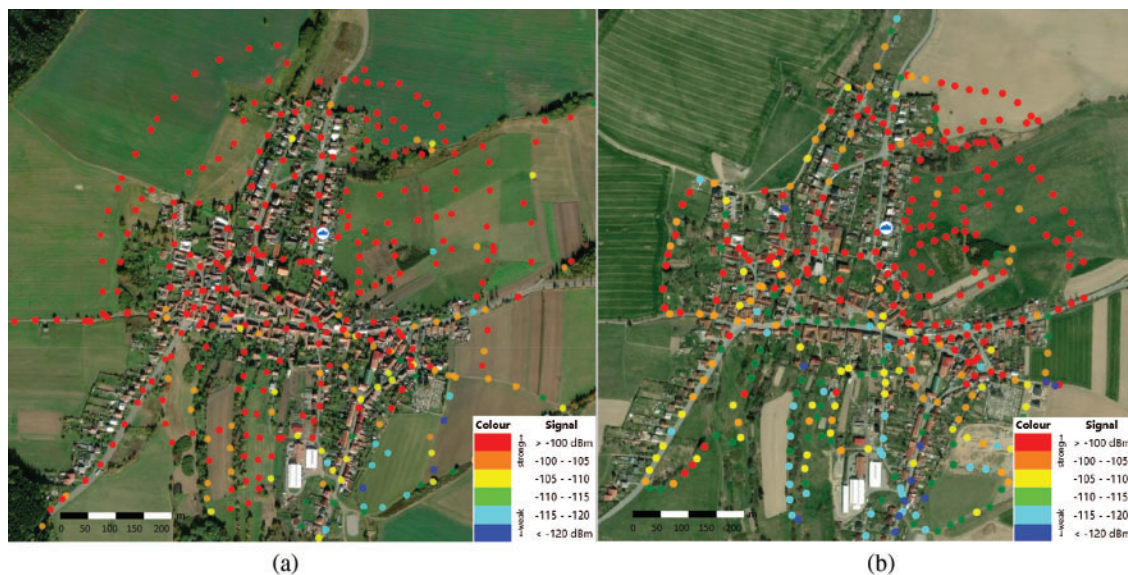 Colour Signal
> -100 dBm
-100 - -105
-105 - -110
-110 - -115
-115 - -120
< -120 dBm
strong→
←weak
0 50 100 150 200 m
(a)
Colour Signal
> -100 dBm
-100 - -105
-105 - -110
-110 - -115
-115 - -120
< -120 dBm
strong→
←weak
0 50 100 150 200 m
(b)